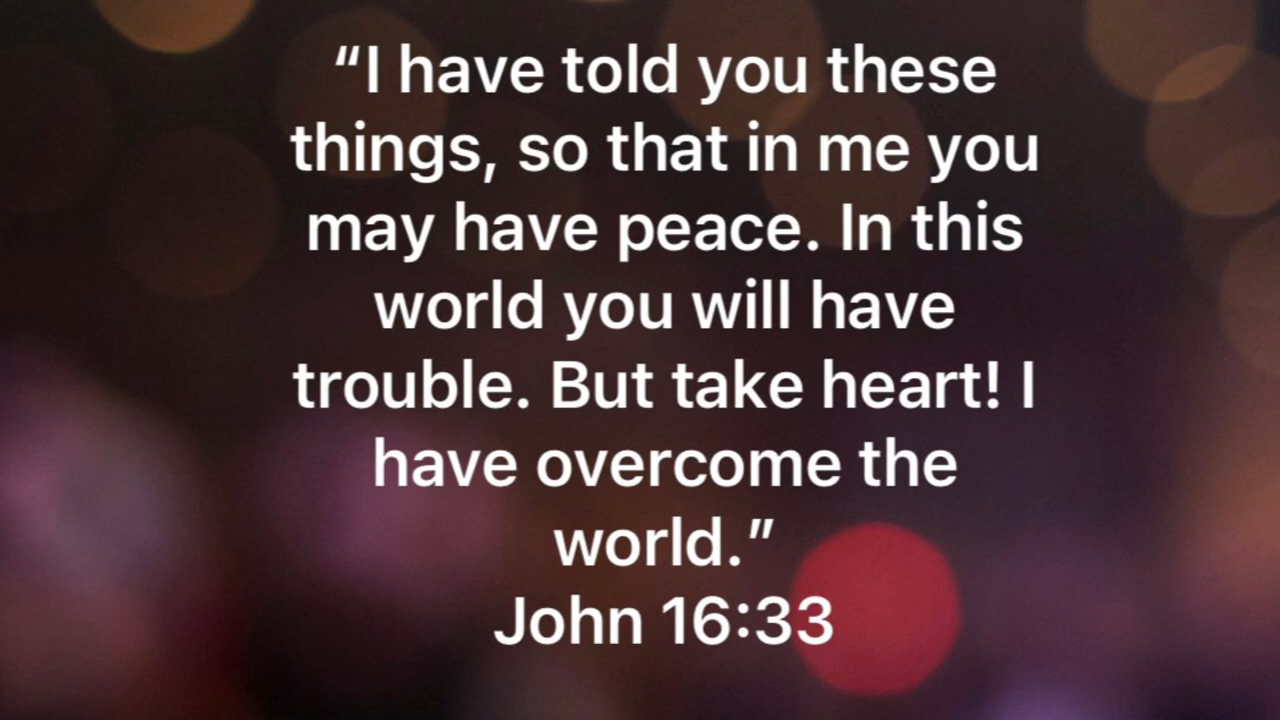 “I have told you these
things, so that in me you
may have peace. In this
world you will have
trouble. But take heart! I
have overcome the
world.”
John 16:33